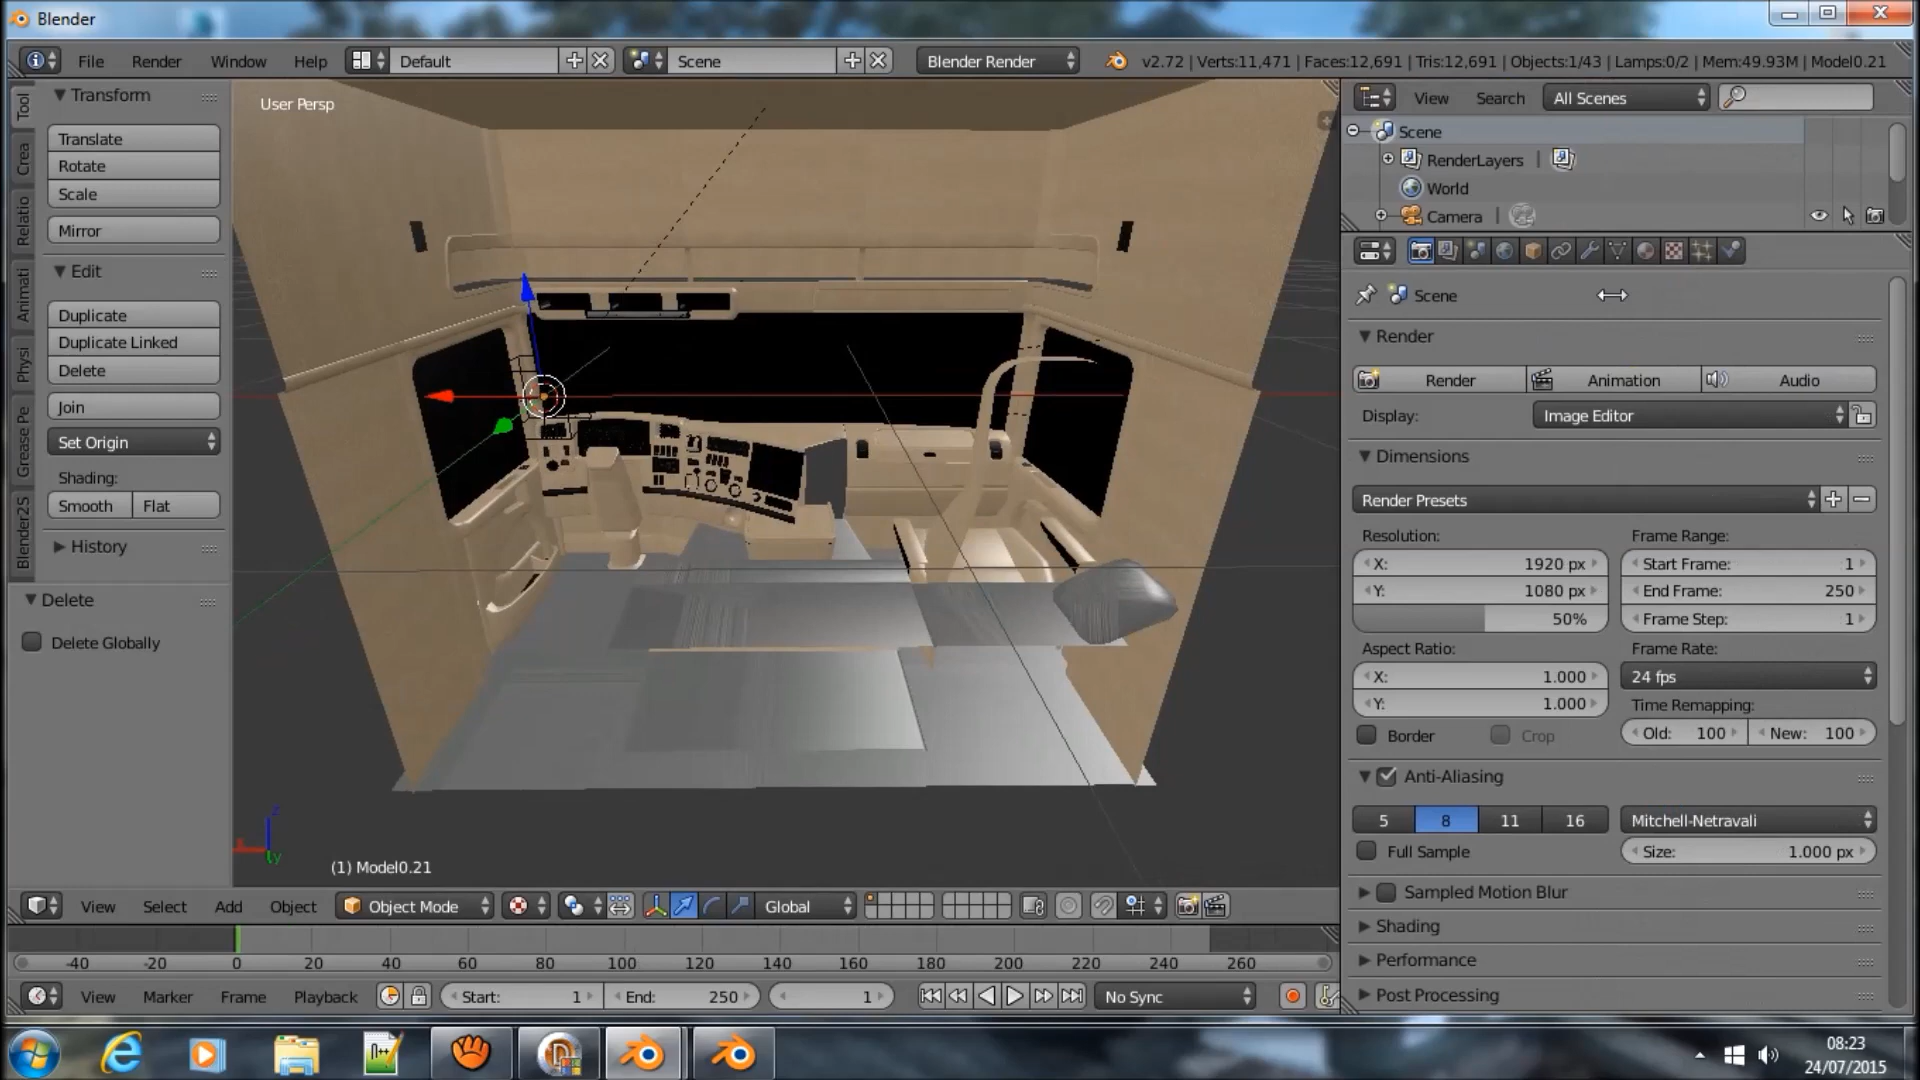 Blender
File Render Window Help Default Scene Blender Render v2.72 | Verts:11,471 | Faces:12,691 | Tris:12,691 | Objects:1/43 | Lamps:0/2 | Mem:49.93M | Model0.21
Tool
Crea
Relatio
Animati
Physi
Grease Pe
Blender2S
Transform
Translate
Rotate
Scale
Mirror
Edit
Duplicate
Duplicate Linked
Delete
Join
Set Origin
Shading:
Smooth Flat
History
Delete
Delete Globally
User Persp
(1) Model0.21
View Search All Scenes
Scene
RenderLayers |
World
Camera |
Scene
Render
Render Animation Audio
Display: Image Editor
Dimensions
Render Presets
Resolution: Frame Range:
X: 1920 px Start Frame: 1
Y: 1080 px End Frame: 250
50% Frame Step: 1
Aspect Ratio: Frame Rate:
X: 1.000 24 fps
Y: 1.000 Time Remapping:
Border Crop Old: 100 New: 100
Anti-Aliasing
5 8 11 16 Mitchell-Netravali
Full Sample Size: 1.000 px
Sampled Motion Blur
Shading
Performance
Post Processing
View Select Add Object Object Mode Global
-40 -20 0 20 40 60 80 100 120 140 160 180 200 220 240 260
View Marker Frame Playback Start: 1 End: 250 1 No Sync
08:23
24/07/2015